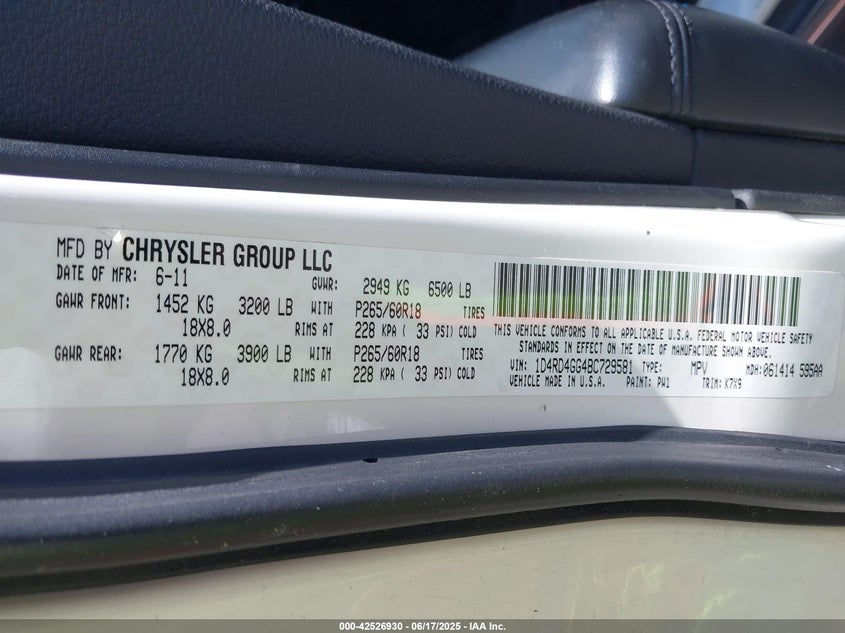 MFD BY CHRYSLER GROUP LLC
DATE OF MFR: 6-11 GVWR: 2949 KG 6500 LB
GAWR FRONT: 1452 KG 3200 LB WITH P265/60R18 TIRES
18X8.0 RIMS AT 228 KPA ( 33 PSI) COLD
GAWR REAR: 1770 KG 3900 LB WITH P265/60R18 TIRES
18X8.0 RIMS AT 228 KPA ( 33 PSI) COLD
THIS VEHICLE CONFORMS TO ALL APPLICABLE U.S.A. FEDERAL MOTOR VEHICLE SAFETY
STANDARDS IN EFFECT ON THE DATE OF MANUFACTURE SHOWN ABOVE.
VIN: 1D4RD4GG4BC729581 TYPE: MPV MDH: 061414 595AA
VEHICLE MADE IN U.S.A. PAINT: PW1 TRIM: K7X9
000-42526930 - 06/17/2025 - IAA Inc.